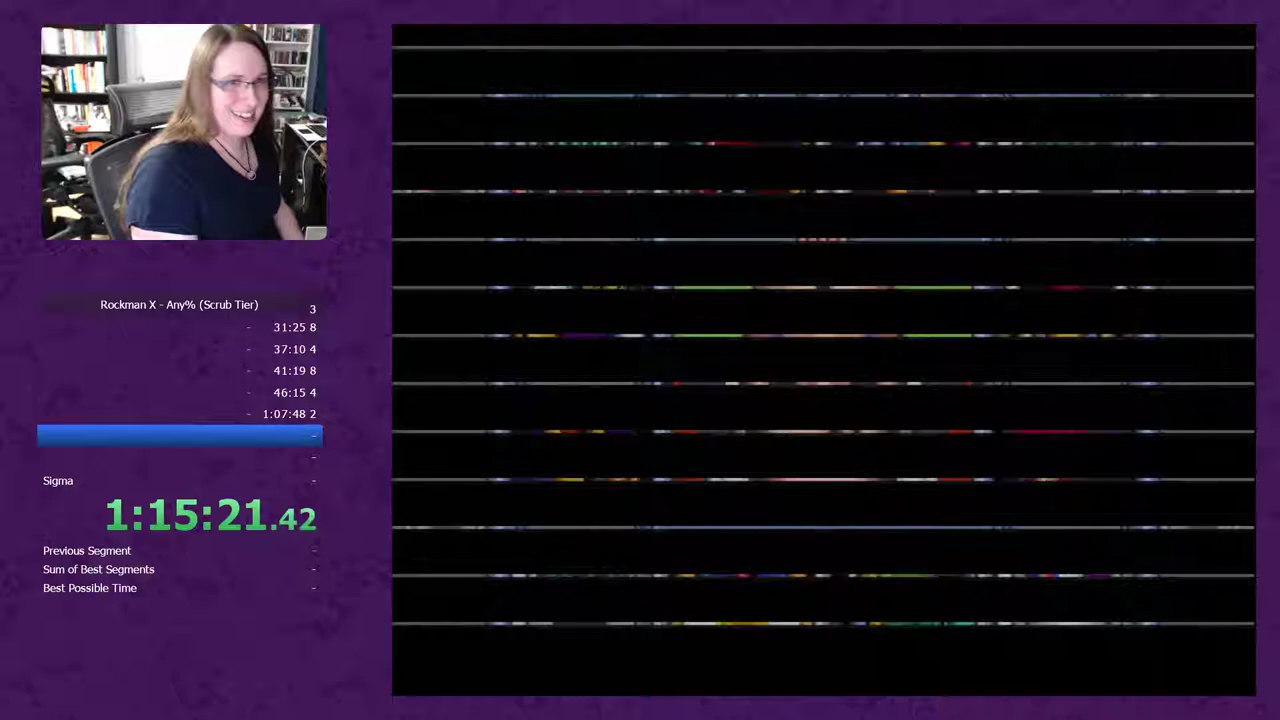 Rockman X - Any% (Scrub Tier)
3
- 31:25 8
- 37:10 4
- 41:19 8
- 46:15 4
- 1:07:48 2
-
-
Sigma -
1:15:21.42
Previous Segment -
Sum of Best Segments -
Best Possible Time -